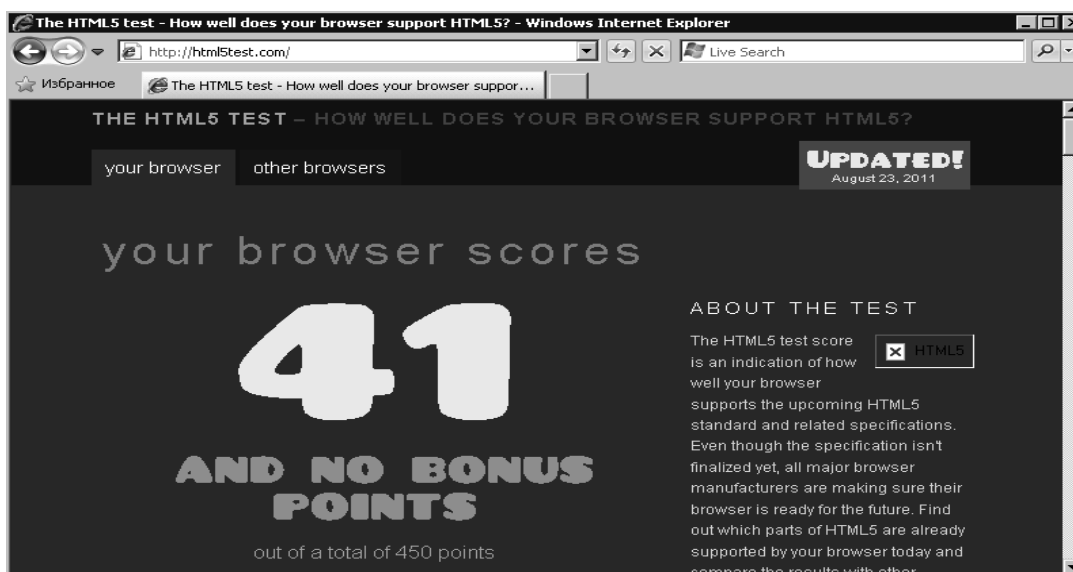 The HTML5 test - How well does your browser support HTML5? - Windows Internet Explorer
http://html5test.com/
Live Search
Избранное
The HTML5 test - How well does your browser suppor...
THE HTML5 TEST – HOW WELL DOES YOUR BROWSER SUPPORT HTML5?
your browser other browsers
UPDATED!
August 23, 2011
your browser scores
41
AND NO BONUS
POINTS
out of a total of 450 points
ABOUT THE TEST
The HTML5 test score
is an indication of how
well your browser
HTML5
supports the upcoming HTML5
standard and related specifications.
Even though the specification isn't
finalized yet, all major browser
manufacturers are making sure their
browser is ready for the future. Find
out which parts of HTML5 are already
supported by your browser today and
compare the results with other